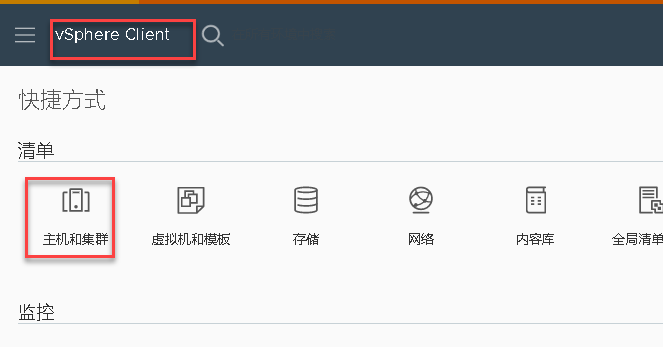 vSphere Client
快捷方式
清单
主机和集群 虚拟机和模板 存储 网络 内容库 全局清单
监控